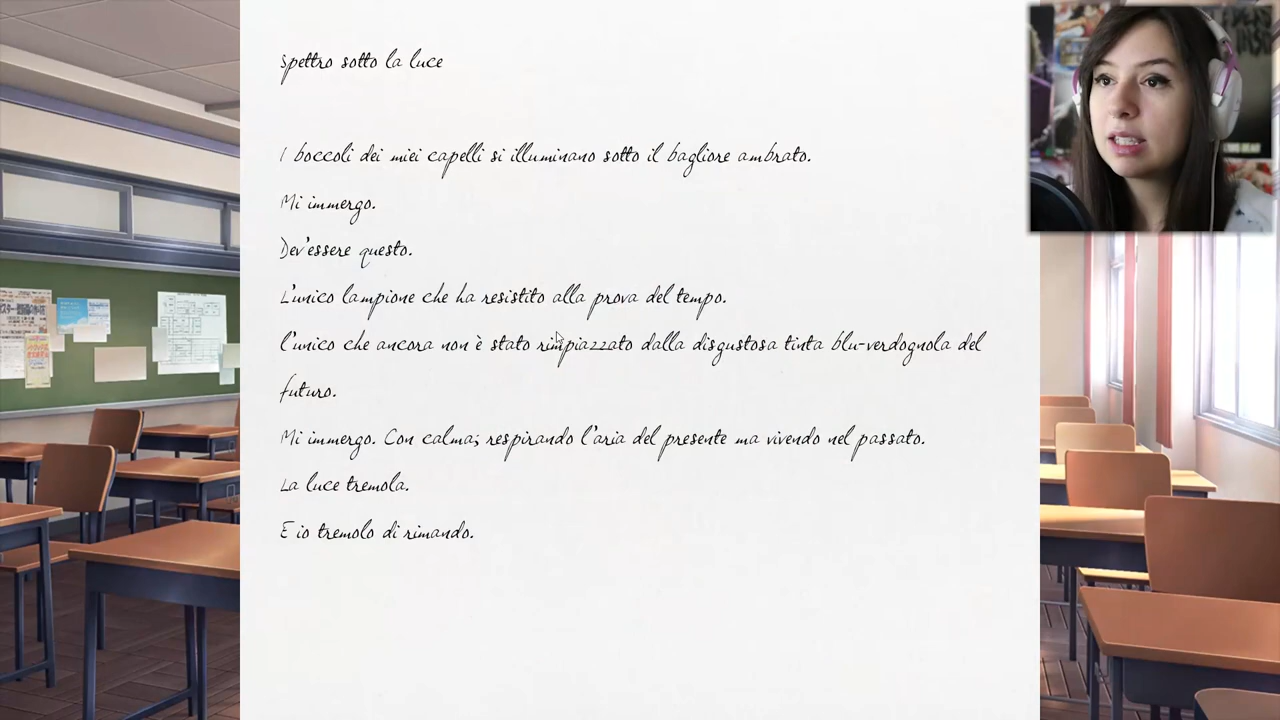 Spettro sotto la luce
I boccoli dei miei capelli si illuminano sotto il bagliore ambrato.
Mi immergo.
Dev'essere questo.
L'unico lampione che ha resistito alla prova del tempo.
l'unico che ancora non è stato rimpiazzato dalla disgustosa tinta blu-verdognola del
futuro.
Mi immergo. Con calma; respirando l'aria del presente ma vivendo nel passato.
La luce tremola.
E io tremolo di rimando.